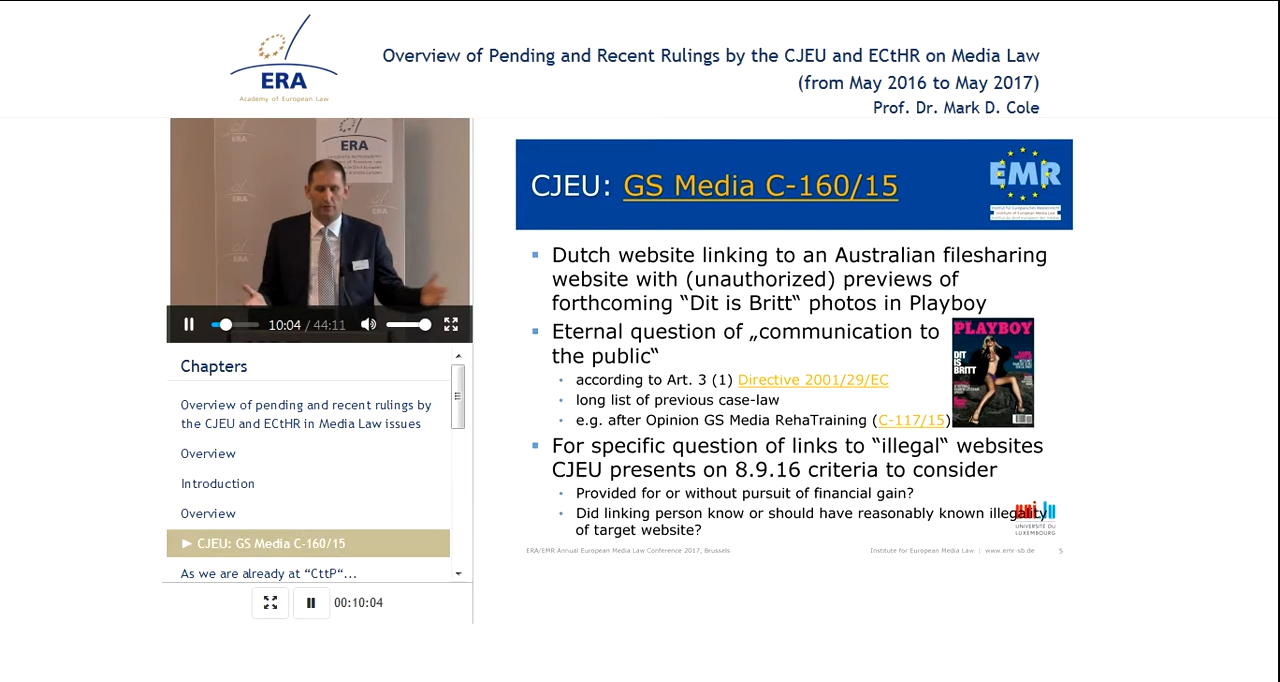 ERA
Academy of European Law
Overview of Pending and Recent Rulings by the CJEU and ECtHR on Media Law
(from May 2016 to May 2017)
Prof. Dr. Mark D. Cole
ERA
ERA
10:04 / 44:11
Chapters
Overview of pending and recent rulings by
the CJEU and ECtHR in Media Law issues
Overview
Introduction
Overview
► CJEU: GS Media C-160/15
As we are already at “CttP“...
00:10:04
CJEU: GS Media C-160/15
EMR
Dutch website linking to an Australian filesharing
website with (unauthorized) previews of
forthcoming “Dit is Britt“ photos in Playboy
Eternal question of „communication to
the public“
according to Art. 3 (1) Directive 2001/29/EC
long list of previous case-law
e.g. after Opinion GS Media RehaTraining (C-117/15)
PLAYBOY
DIT
IS
BRITT
For specific question of links to “illegal“ websites
CJEU presents on 8.9.16 criteria to consider
Provided for or without pursuit of financial gain?
Did linking person know or should have reasonably known illegality
of target website?
UNIVERSITÉ DU
LUXEMBOURG
ERA/EMR Annual European Media Law Conference 2017, Brussels
Institute for European Media Law | www.emr-sb.de
5